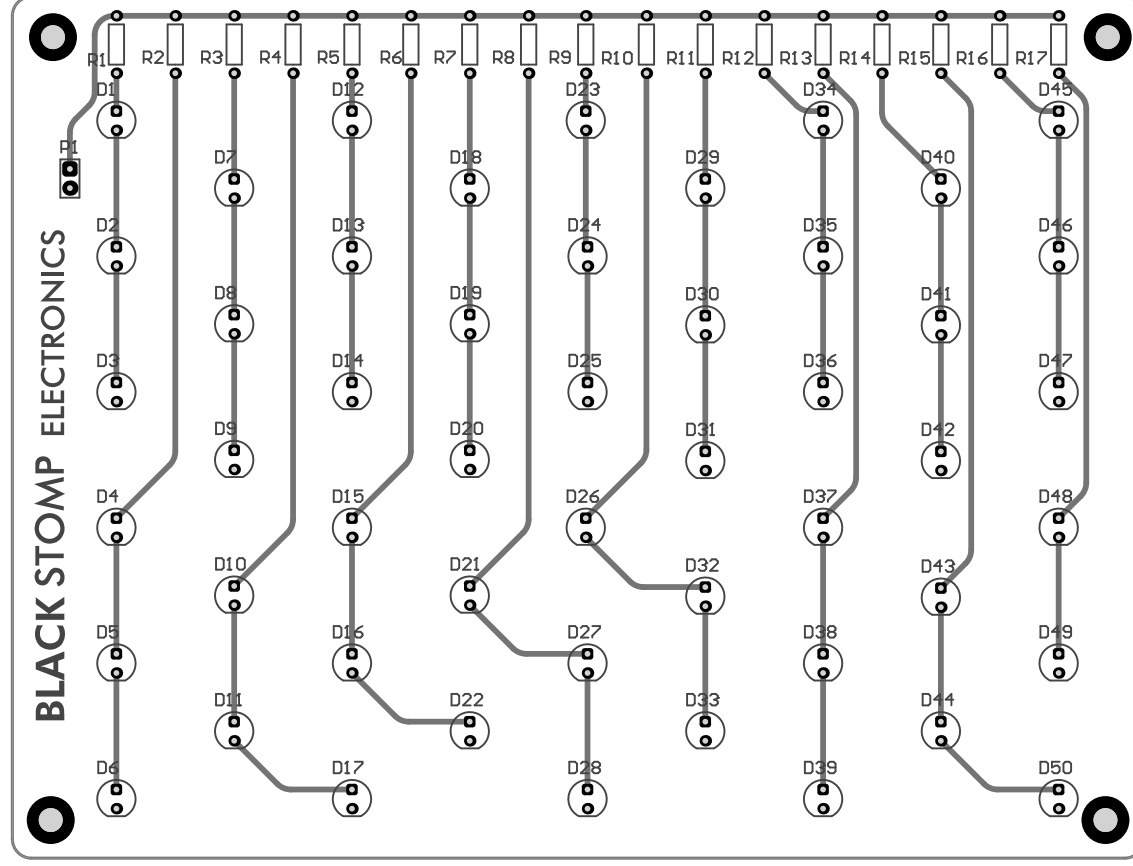 R1 R2 R3 R4 R5 R6 R7 R8 R9 R10 R11 R12 R13 R14 R15 R16 R17
D1 D12 D23 D34 D45
P1
D7 D18 D29 D40
D2 D13 D24 D35 D46
D8 D19 D30 D41
D3 D14 D25 D36 D47
D9 D20 D31 D42
D4 D15 D26 D37 D48
D10 D21 D32 D43
D5 D16 D27 D38 D49
D11 D22 D33 D44
D6 D17 D28 D39 D50
BLACK STOMP ELECTRONICS